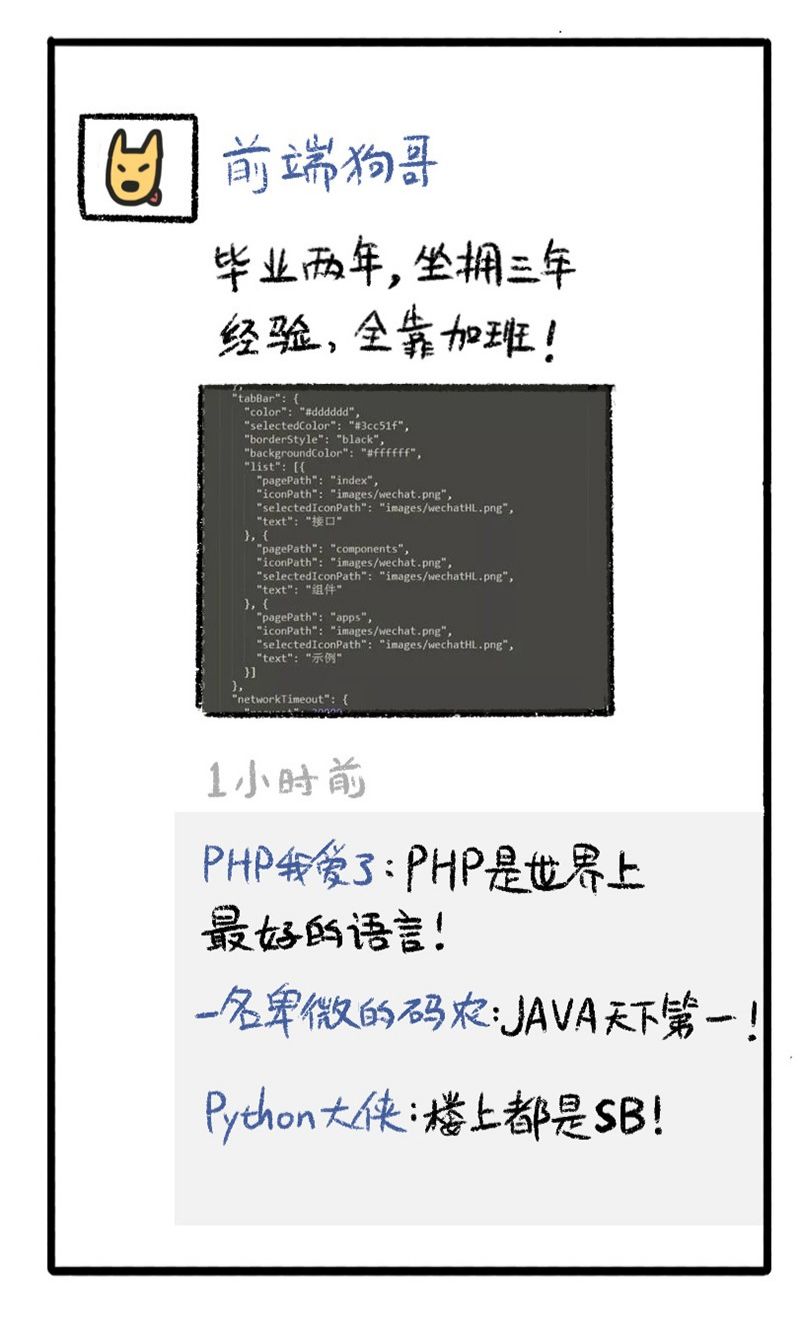 前端狗哥
毕业两年,坐拥三年
经验,全靠加班!
"tabBar": {
"color": "#dddddd",
"selectedColor": "#3cc51f",
"borderStyle": "black",
"backgroundColor": "#ffffff",
"list": [{
"pagePath": "index",
"iconPath": "images/wechat.png",
"selectedIconPath": "images/wechatHL.png",
"text": "接口"
}, {
"pagePath": "components",
"iconPath": "images/wechat.png",
"selectedIconPath": "images/wechatHL.png",
"text": "组件"
}, {
"pagePath": "apps",
"iconPath": "images/wechat.png",
"selectedIconPath": "images/wechatHL.png",
"text": "示例"
}]
},
"networkTimeout": {
1小时前
PHP我爱了:PHP是世界上
最好的语言!
一名卑微的码农:JAVA天下第一!
Python大侠:楼上都是SB!